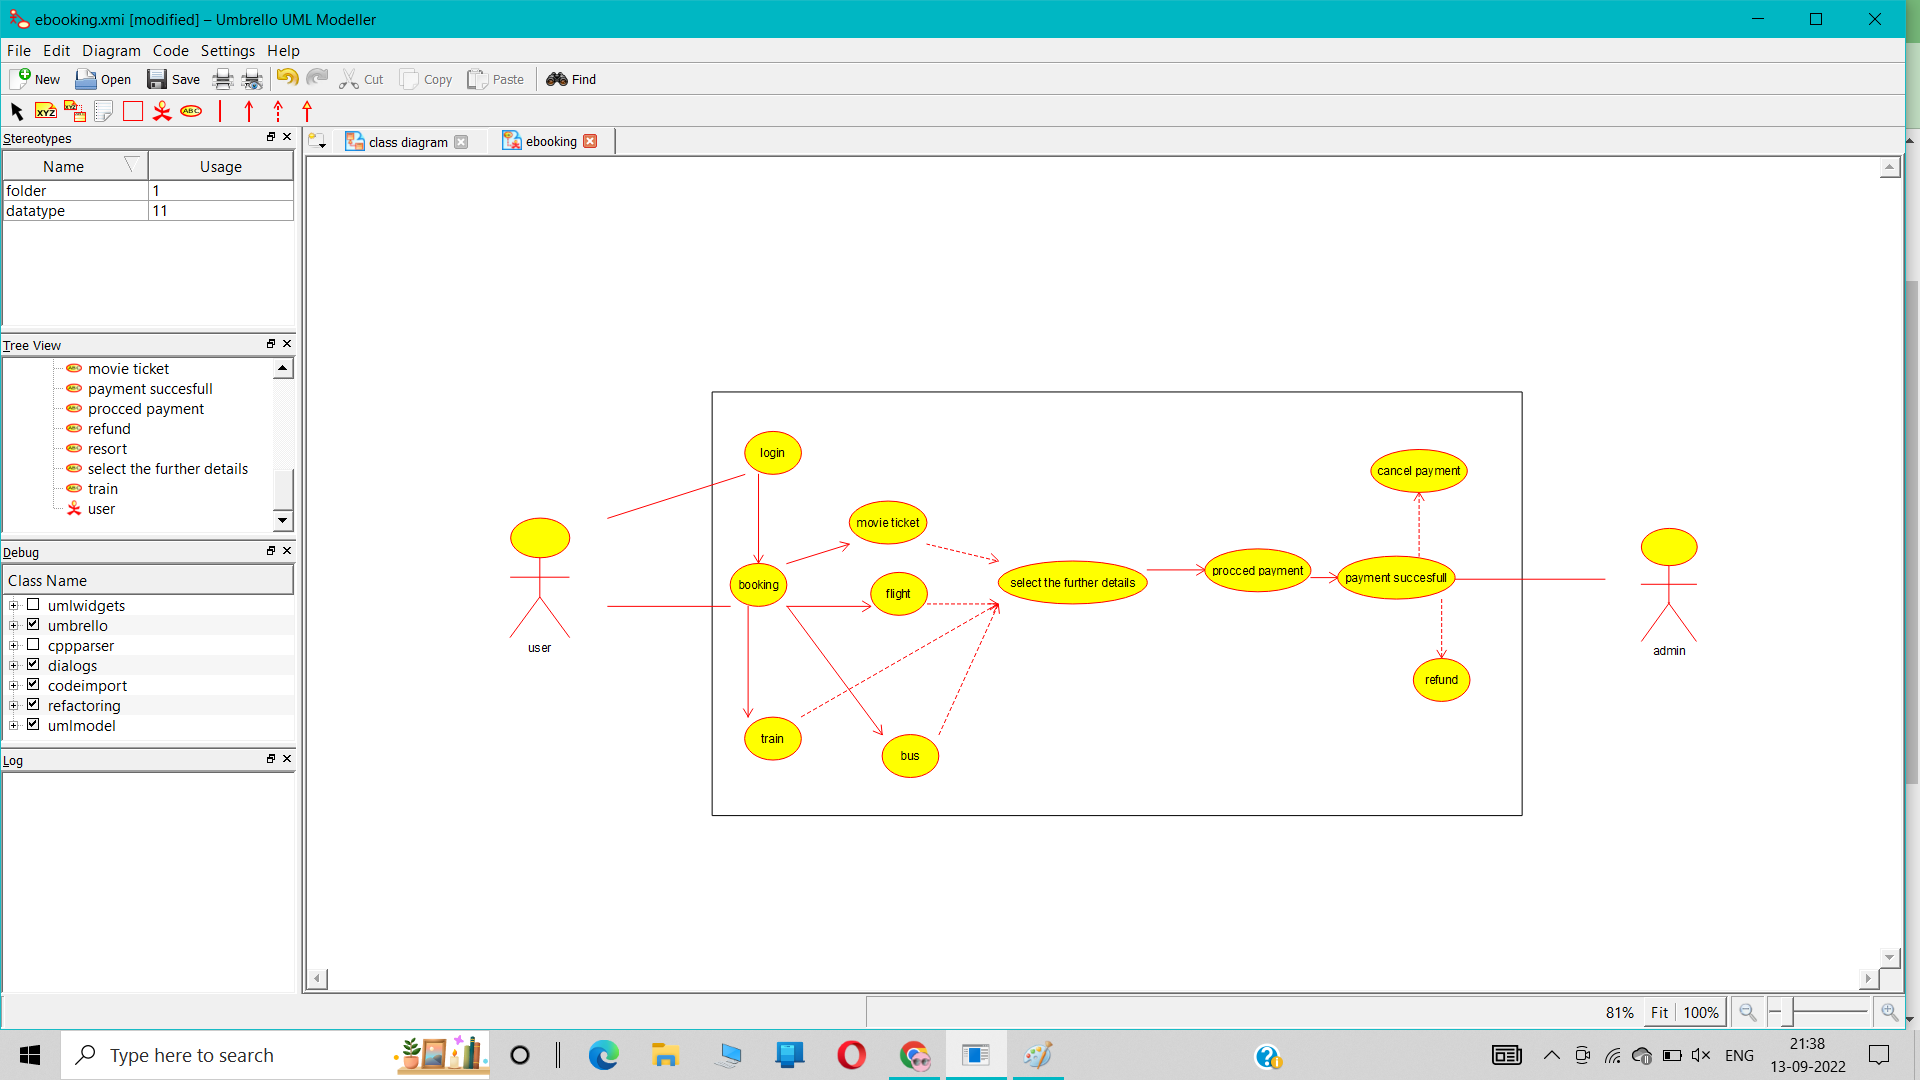 ebooking.xmi [modified] – Umbrello UML Modeller
File Edit Diagram Code Settings Help
New Open Save Cut Copy Paste Find
XYZ XYZ ABC
Stereotypes
Name Usage
folder 1
datatype 11
class diagram ebooking
Tree View
movie ticket
payment succesfull
procced payment
refund
resort
select the further details
train
user
Debug
Class Name
umlwidgets
umbrello
cppparser
dialogs
codeimport
refactoring
umlmodel
Log
login
cancel payment
movie ticket
booking
flight
select the further details
procced payment
payment succesfull
user
admin
refund
train
bus
81% Fit 100%
Type here to search
ENG
21:38
13-09-2022